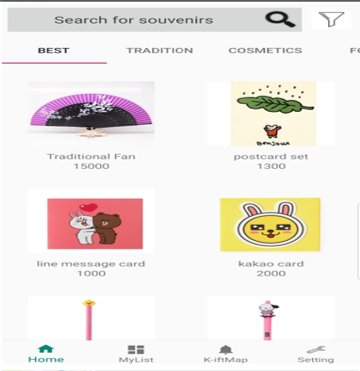 Search for souvenirs
BEST TRADITION COSMETICS
Traditional Fan
15000
postcard set
1300
BONJOUR
line message card
1000
kakao card
2000
Home MyList K-iftMap Setting